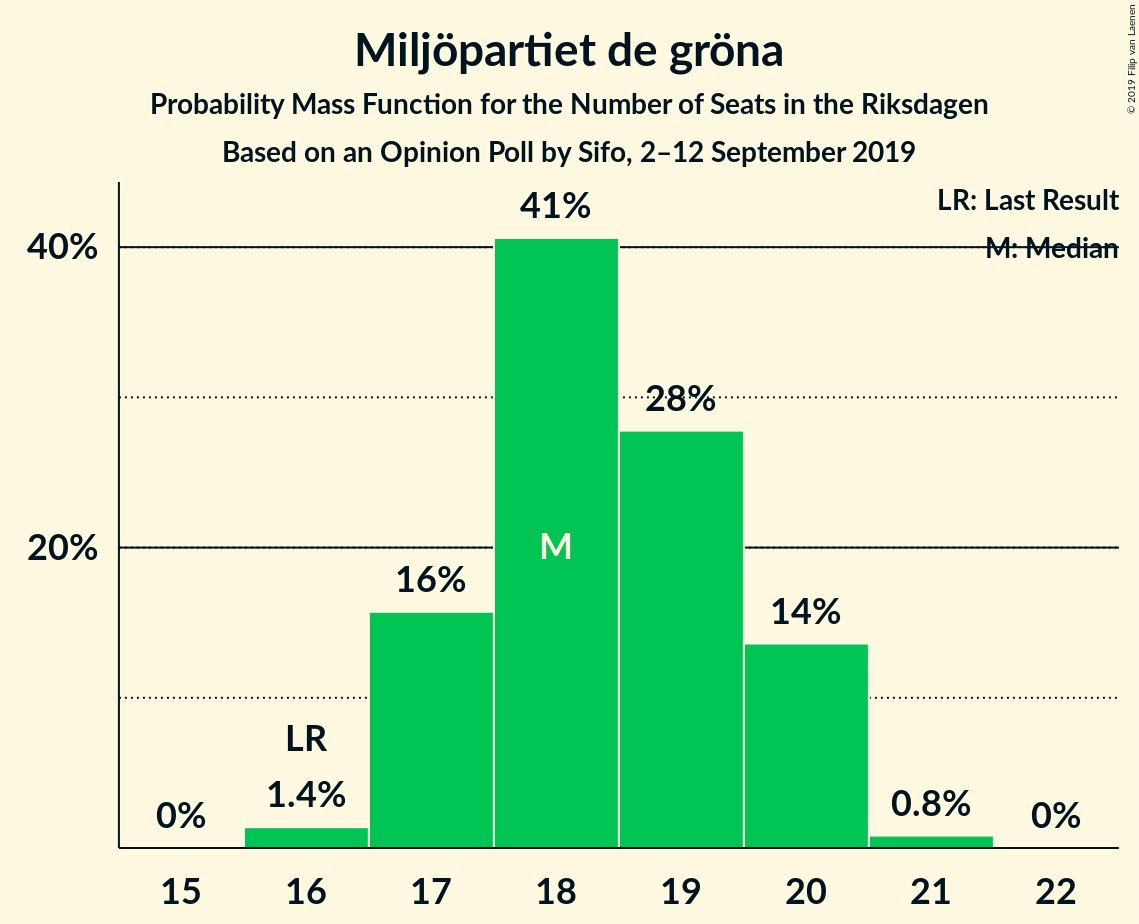 Miljöpartiet de gröna
Probability Mass Function for the Number of Seats in the Riksdagen
Based on an Opinion Poll by Sifo, 2–12 September 2019
© 2019 Filip van Laenen
LR: Last Result
M: Median
40%
20%
0%
LR
1.4%
16%
41%
M
28%
14%
0.8%
0%
15 16 17 18 19 20 21 22